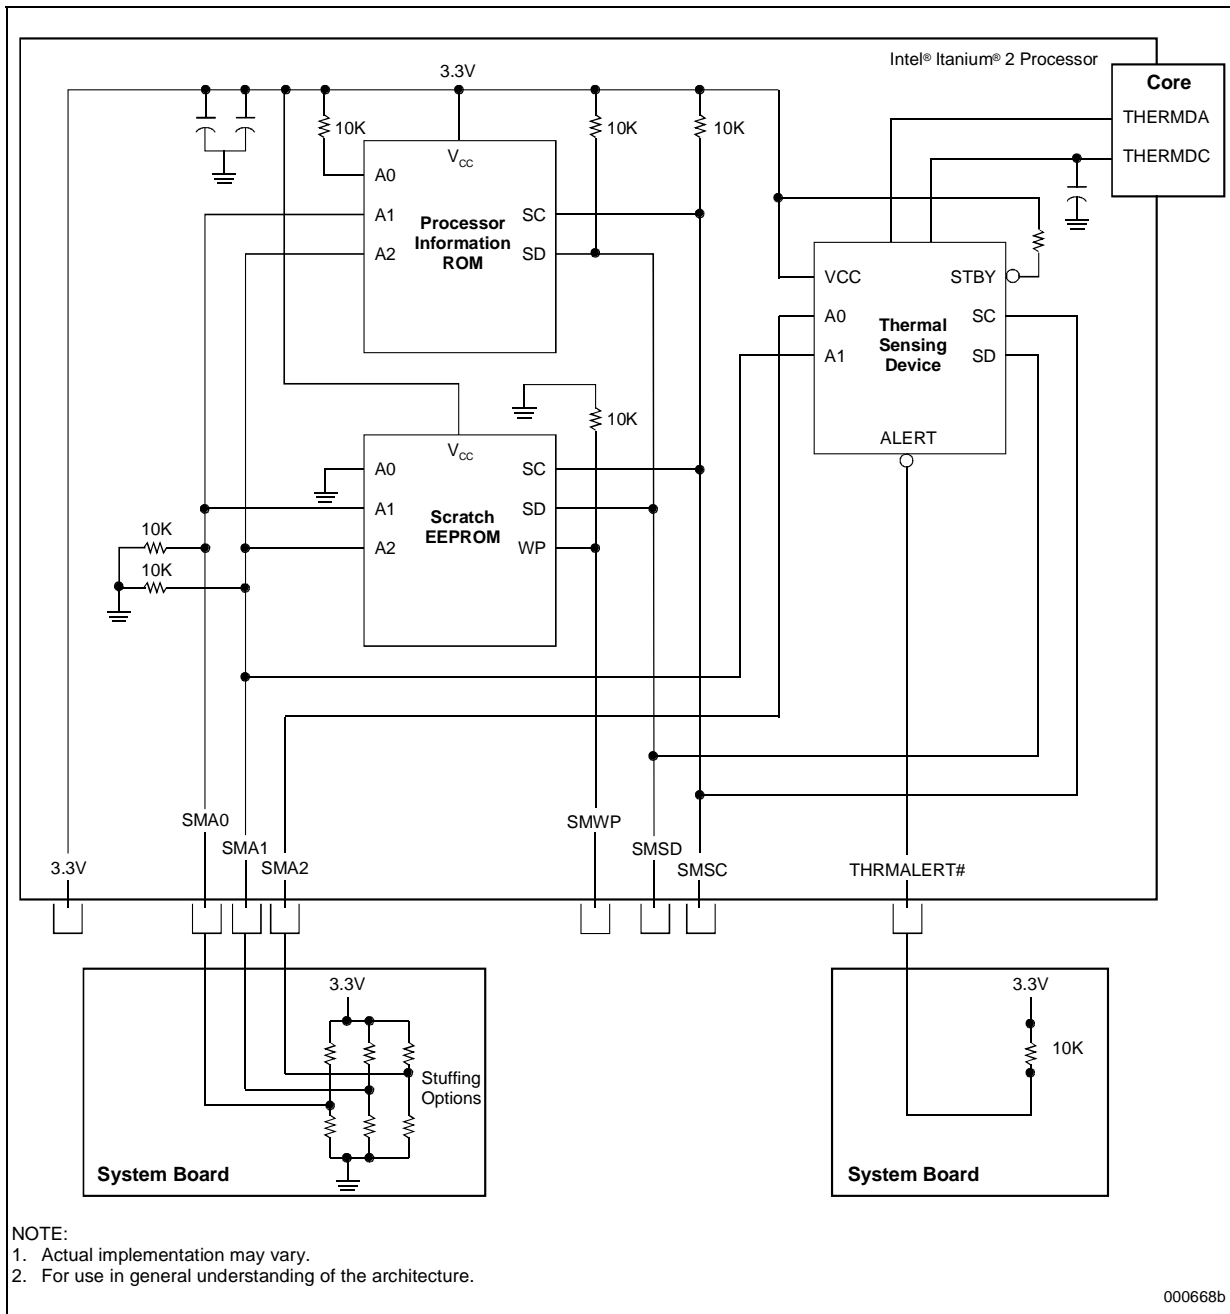 Intel® Itanium® 2 Processor
3.3V
Core
THERMDA
THERMDC
10K
10K
10K
VCC
A0
A1
A2
Processor
Information
ROM
SC
SD
VCC
A0
A1
STBY
SC
SD
Thermal
Sensing
Device
ALERT
10K
VCC
A0
A1
A2
Scratch
EEPROM
SC
SD
WP
10K
10K
3.3V
SMA0
SMA1
SMA2
SMWP
SMSD
SMSC
THRMALERT#
3.3V
Stuffing
Options
System Board
3.3V
10K
System Board
NOTE:
1. Actual implementation may vary.
2. For use in general understanding of the architecture.
000668b